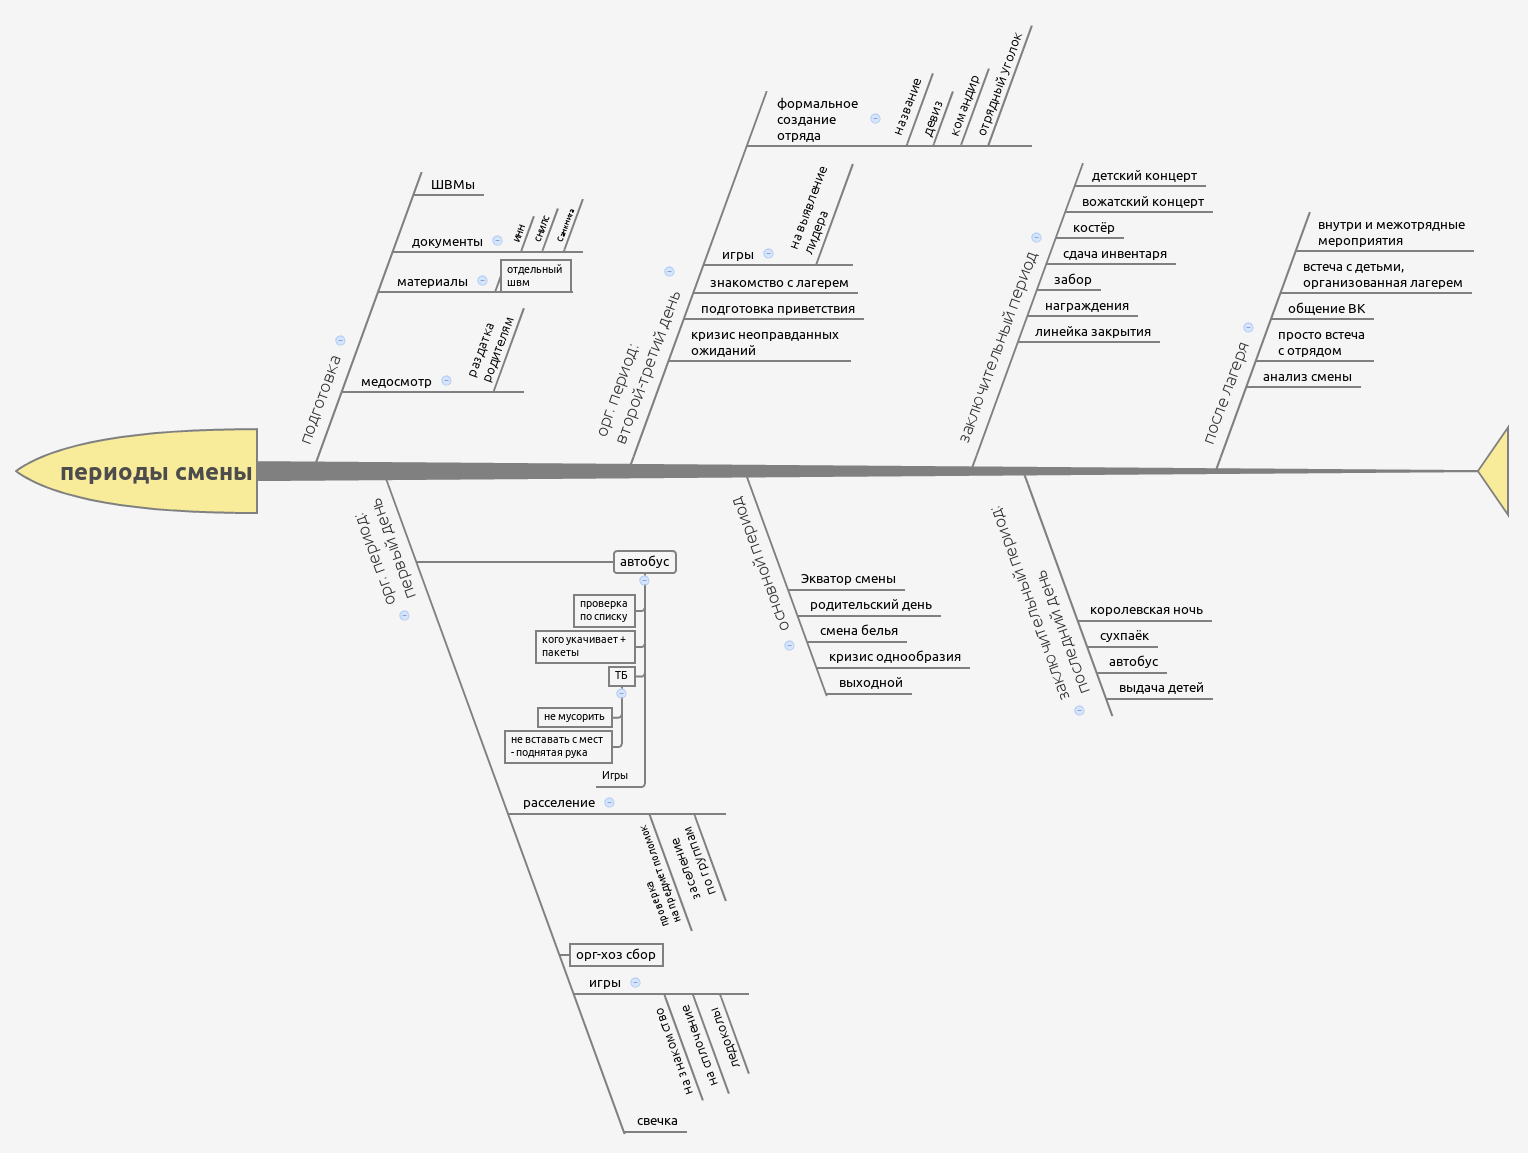 периоды смены
подготовка
ШВМы
документы
инн
снилс
Санкнига
материалы
отдельный
швм
медосмотр
раздатка
родителям
орг. период:
первый день
автобус
проверка
по списку
кого укачивает +
пакеты
ТБ
не мусорить
не вставать с мест
- поднятая рука
Игры
расселение
проверка
на предмет поломок
заселение
по группам
орг-хоз сбор
игры
на знакомство
на сплочение
ледоколы
свечка
орг. период:
второй-третий день
формальное
создание
отряда
название
девиз
командир
отрядный уголок
игры
на выявление
лидера
знакомство с лагерем
подготовка приветствия
кризис неоправданных
ожиданий
основной период
Экватор смены
родительский день
смена белья
кризис однообразия
выходной
заключительный период
детский концерт
вожатский концерт
костёр
сдача инвентаря
забор
награждения
линейка закрытия
заключительный период:
последний день
королевская ночь
сухпаёк
автобус
выдача детей
после лагеря
внутри и межотрядные
мероприятия
встеча с детьми,
организованная лагерем
общение ВК
просто встеча
с отрядом
анализ смены